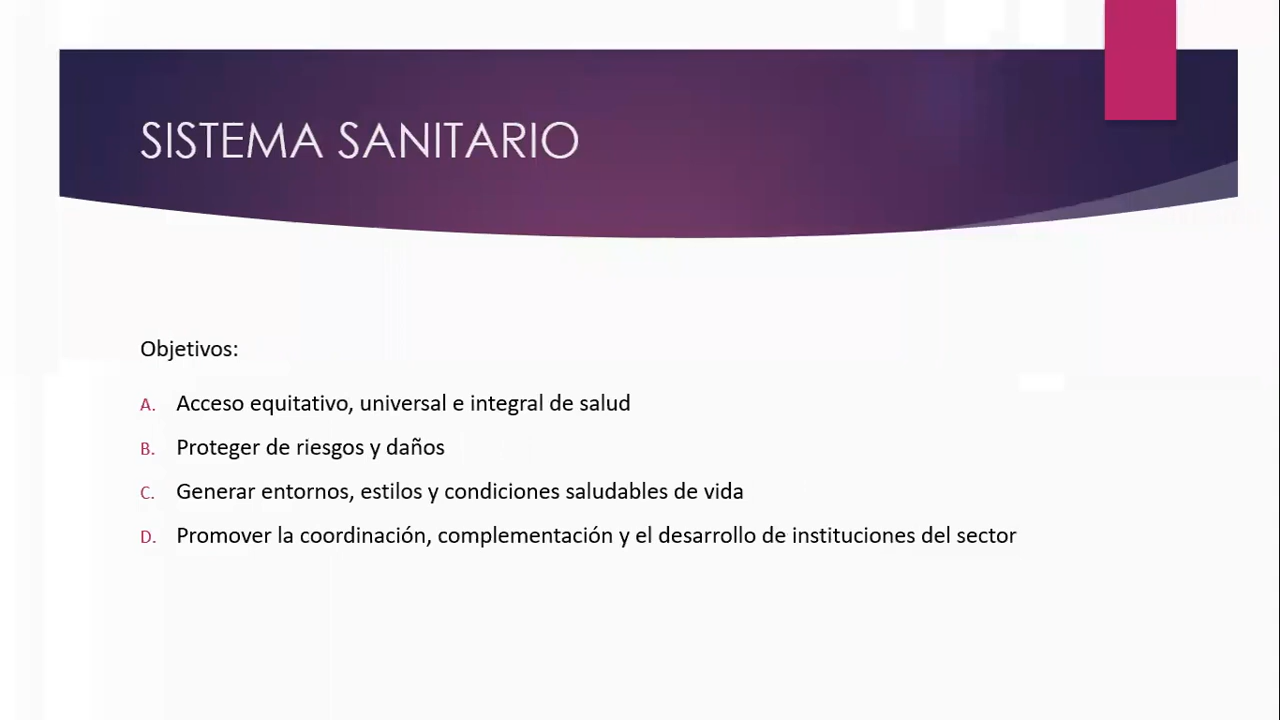 SISTEMA SANITARIO
Objetivos:
A. Acceso equitativo, universal e integral de salud
B. Proteger de riesgos y daños
C. Generar entornos, estilos y condiciones saludables de vida
D. Promover la coordinación, complementación y el desarrollo de instituciones del sector